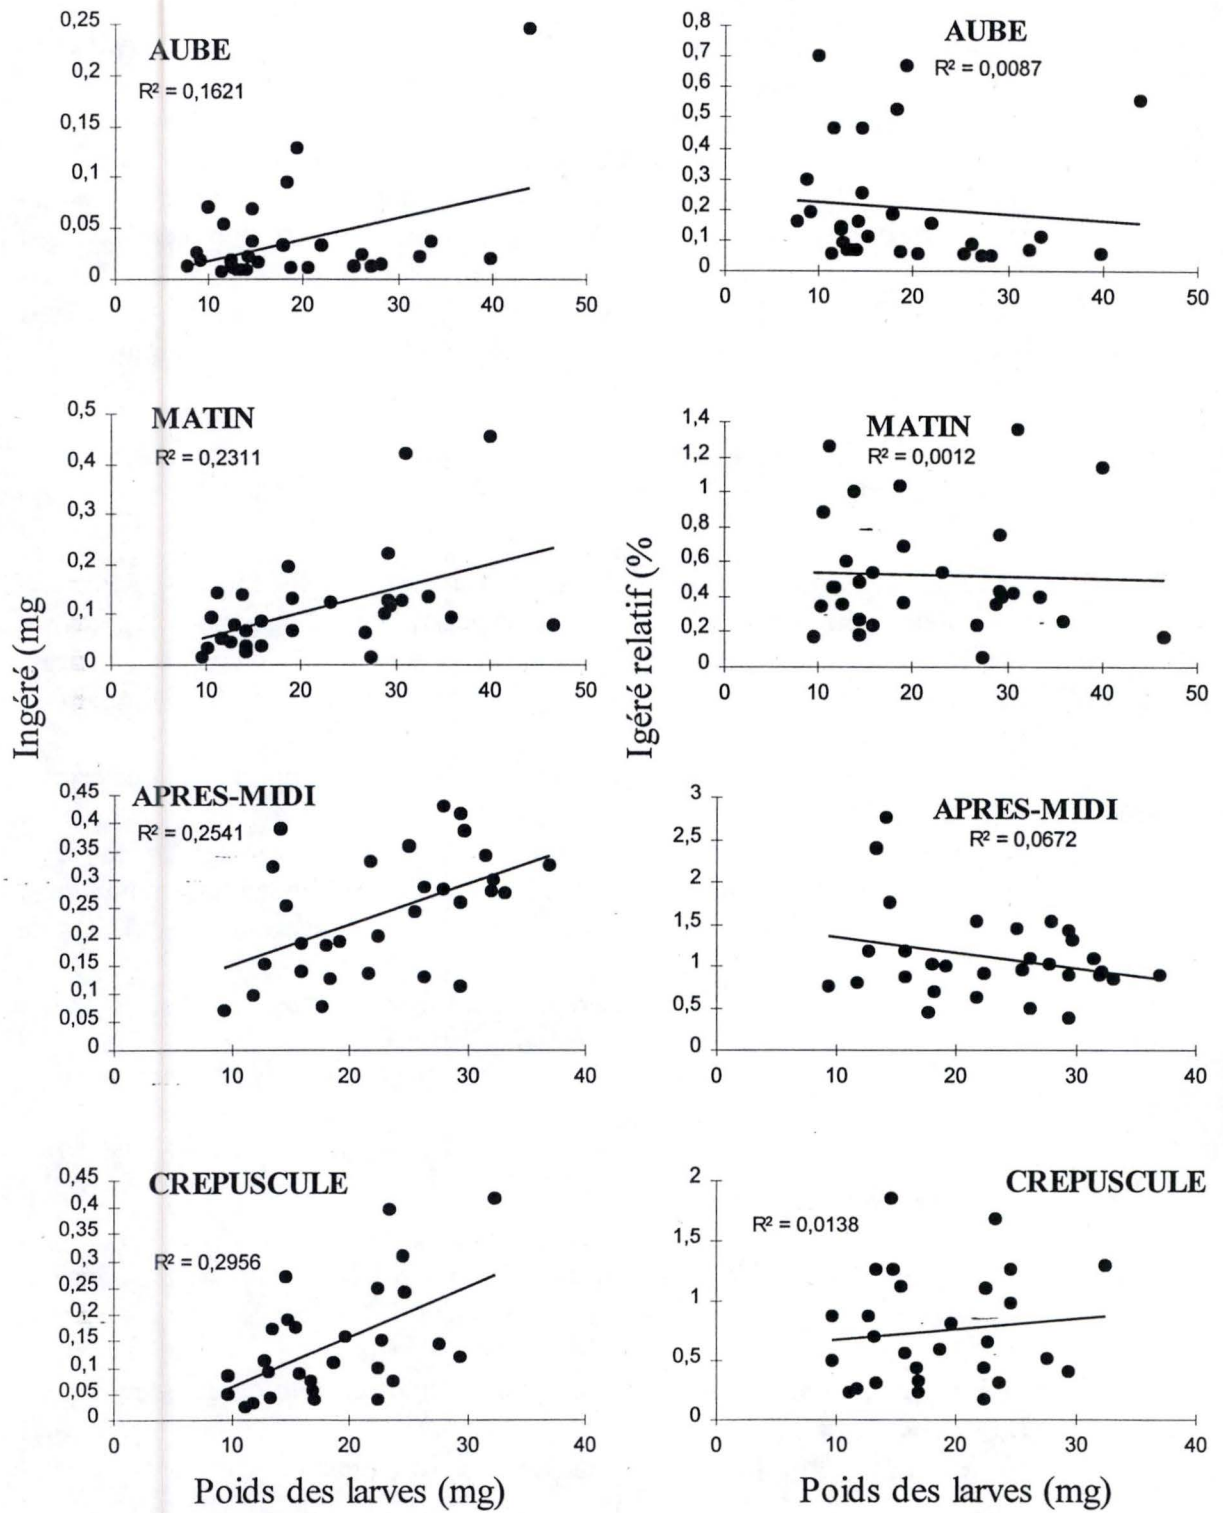 AUBE
R² = 0,1621
0,25
0,2
0,15
0,1
0,05
0
0 10 20 30 40 50
AUBE
R² = 0,0087
0,8
0,7
0,6
0,5
0,4
0,3
0,2
0,1
0
0 10 20 30 40 50
MATIN
R² = 0,2311
0,5
0,4
0,3
0,2
0,1
0
0 10 20 30 40 50
MATIN
R² = 0,0012
1,4
1,2
1
0,8
0,6
0,4
0,2
0
0 10 20 30 40 50
Ingéré (mg
Igéré relatif (%
APRES-MIDI
R² = 0,2541
0,45
0,4
0,35
0,3
0,25
0,2
0,15
0,1
0,05
0
0 10 20 30 40
APRES-MIDI
R² = 0,0672
3
2,5
2
1,5
1
0,5
0
0 10 20 30 40
CREPUSCULE
R² = 0,2956
0,45
0,4
0,35
0,3
0,25
0,2
0,15
0,1
0,05
0
0 10 20 30 40
Poids des larves (mg)
CREPUSCULE
R² = 0,0138
2
1,5
1
0,5
0
0 10 20 30 40
Poids des larves (mg)